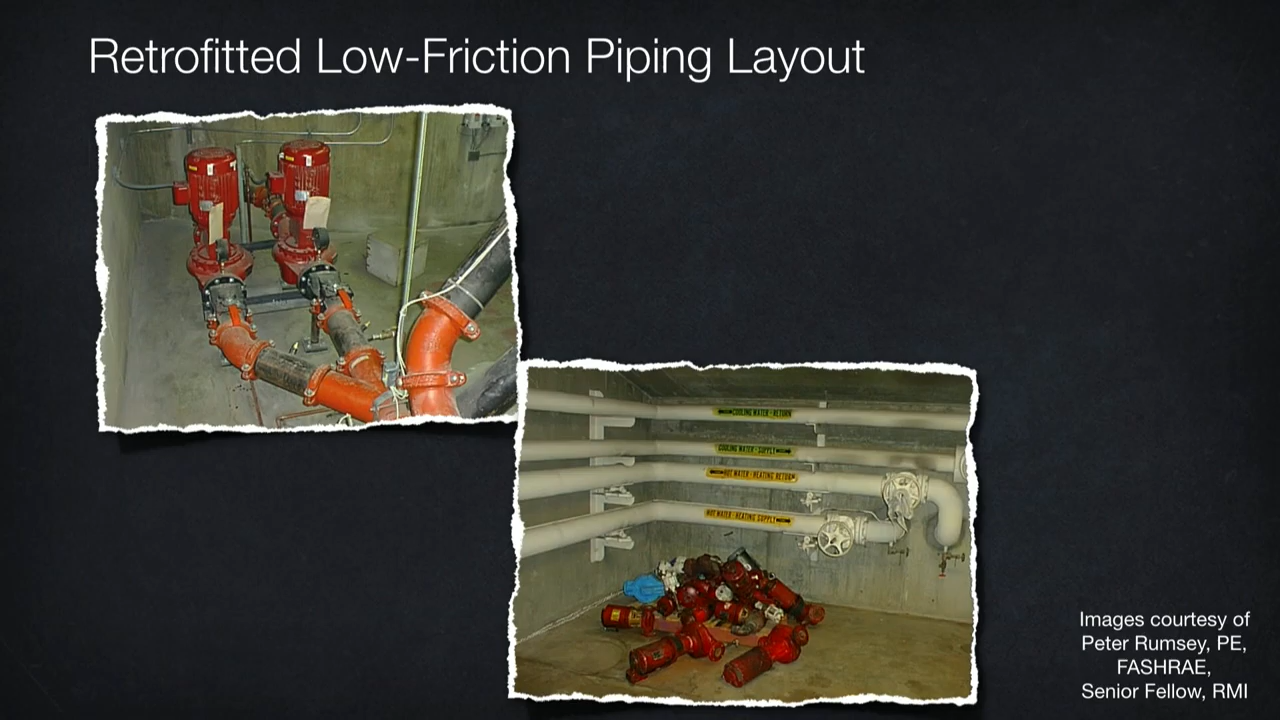 Retrofitted Low-Friction Piping Layout
COOLING WATER - RETURN
COOLING WATER - SUPPLY
HOT WATER - HEATING RETURN
HOT WATER - HEATING SUPPLY
Images courtesy of
Peter Rumsey, PE,
FASHRAE,
Senior Fellow, RMI